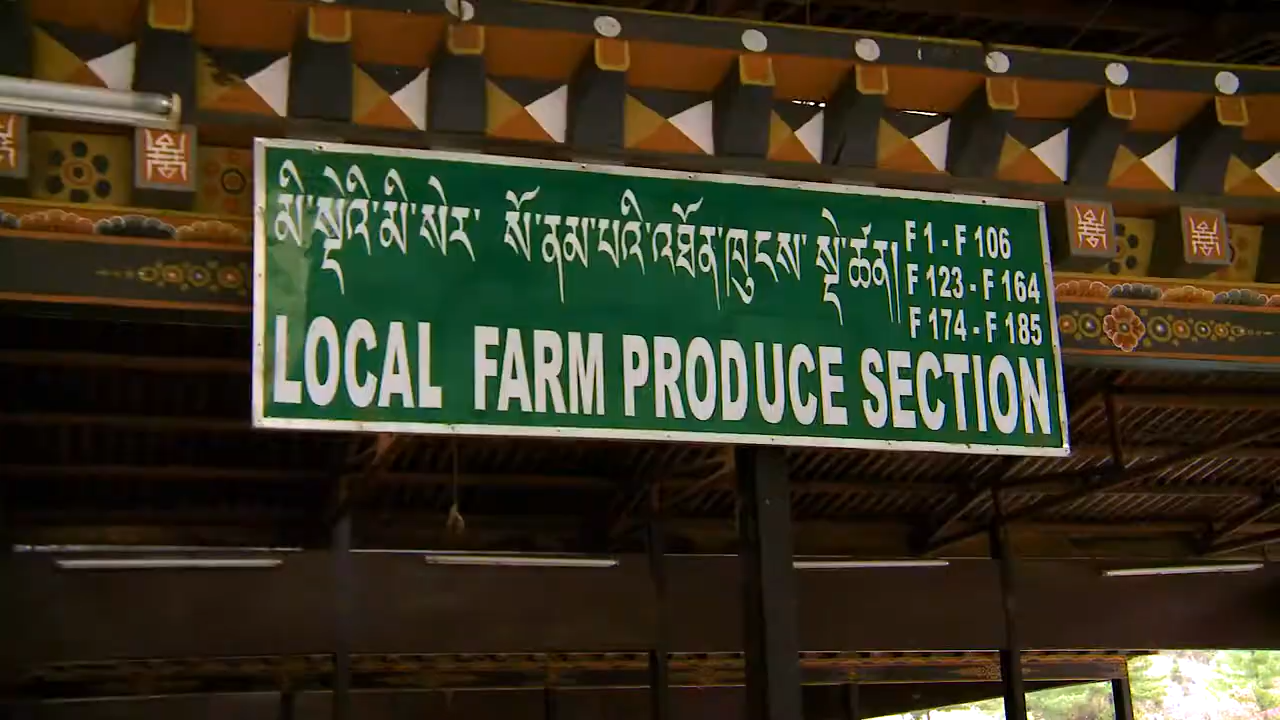 མི་སྡེའི་མི་སེར་ སོ་ནམ་པའི་འཐོན་ཁུངས་ སྡེ་ཚན།
F 1 - F 106
F 123 - F 164
F 174 - F 185
LOCAL FARM PRODUCE SECTION